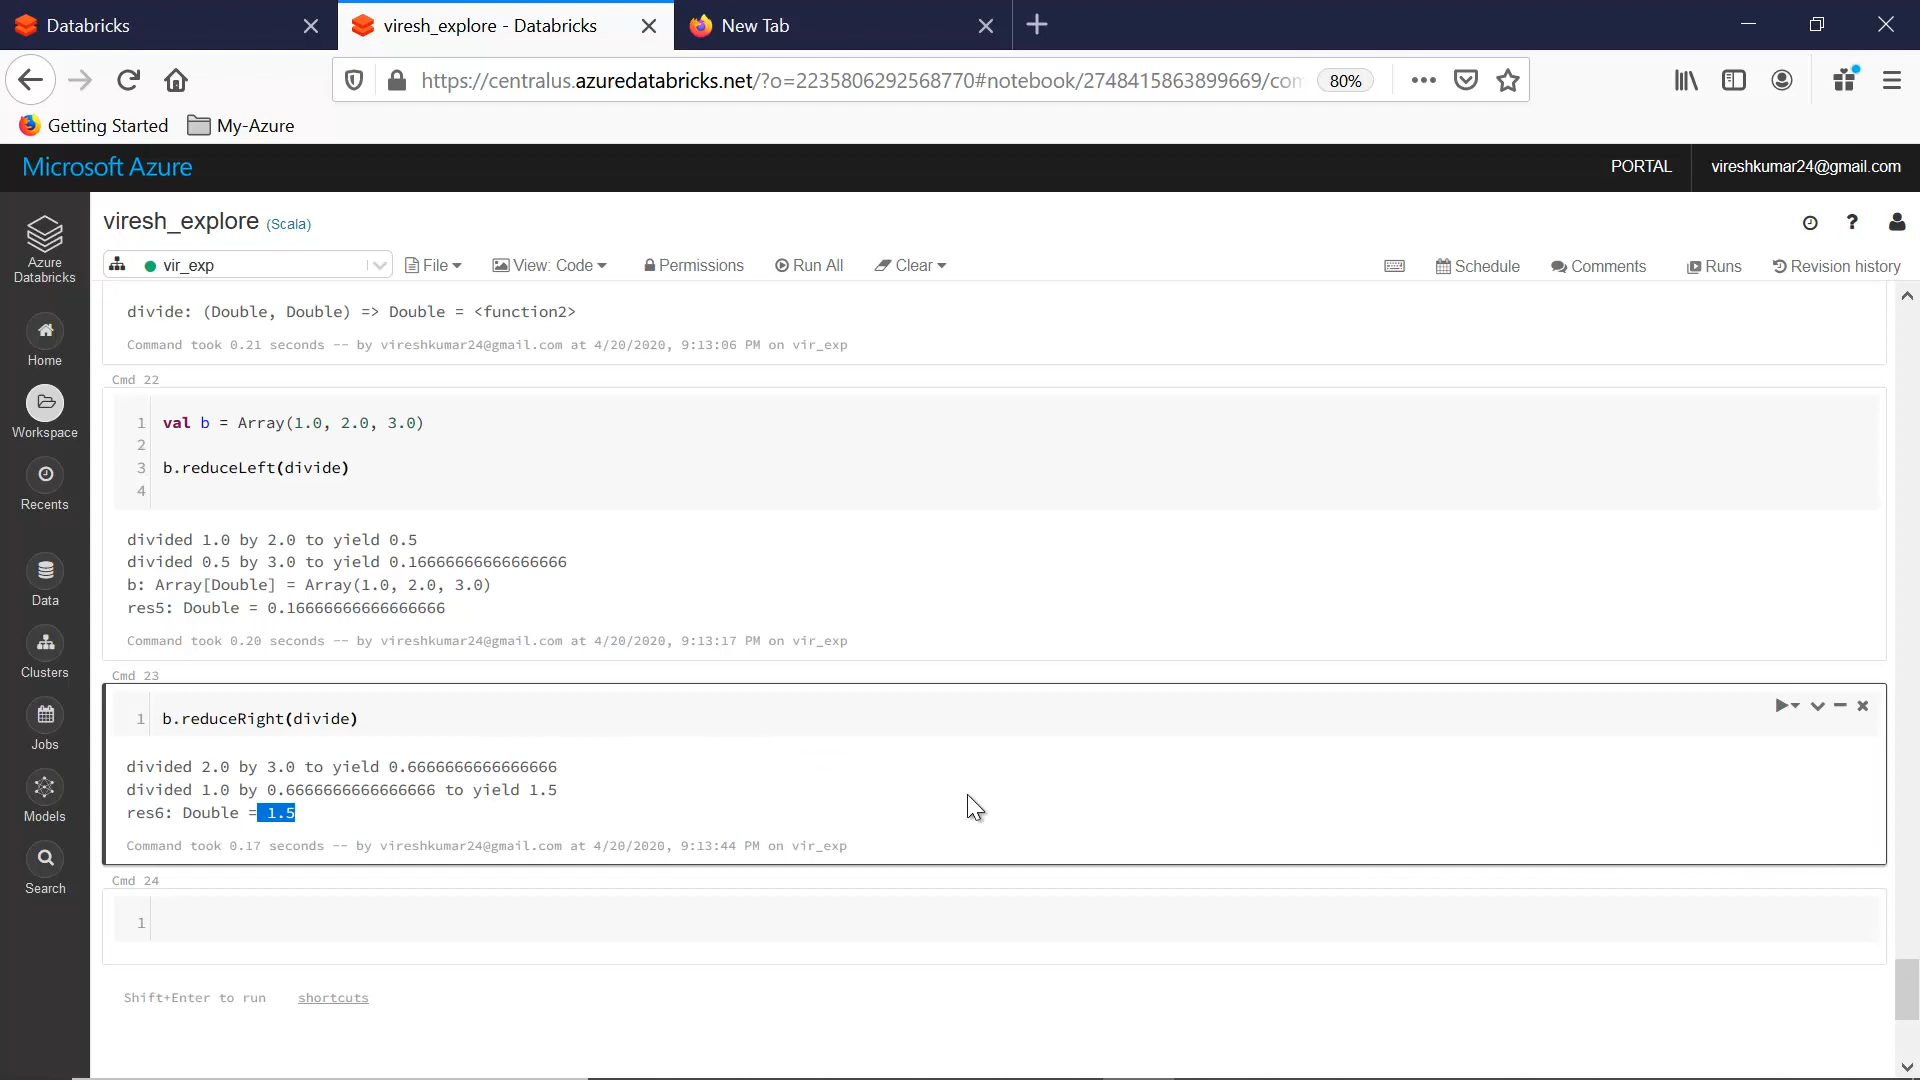 Databricks
viresh_explore - Databricks
New Tab
https://centralus.azuredatabricks.net/?o=2235806292568770#notebook/2748415863899669/con
80%
Getting Started
My-Azure
Microsoft Azure
PORTAL
vireshkumar24@gmail.com
viresh_explore (Scala)
vir_exp
File
View: Code
Permissions
Run All
Clear
Schedule
Comments
Runs
Revision history
Azure
Databricks
Home
Workspace
Recents
Data
Clusters
Jobs
Models
Search
divide: (Double, Double) => Double = <function2>
Command took 0.21 seconds -- by vireshkumar24@gmail.com at 4/20/2020, 9:13:06 PM on vir_exp
Cmd 22
1 val b = Array(1.0, 2.0, 3.0)
2
3 b.reduceLeft(divide)
4
divided 1.0 by 2.0 to yield 0.5
divided 0.5 by 3.0 to yield 0.16666666666666666
b: Array[Double] = Array(1.0, 2.0, 3.0)
res5: Double = 0.16666666666666666
Command took 0.20 seconds -- by vireshkumar24@gmail.com at 4/20/2020, 9:13:17 PM on vir_exp
Cmd 23
1 b.reduceRight(divide)
divided 2.0 by 3.0 to yield 0.6666666666666666
divided 1.0 by 0.6666666666666666 to yield 1.5
res6: Double = 1.5
Command took 0.17 seconds -- by vireshkumar24@gmail.com at 4/20/2020, 9:13:44 PM on vir_exp
Cmd 24
1
Shift+Enter to run shortcuts